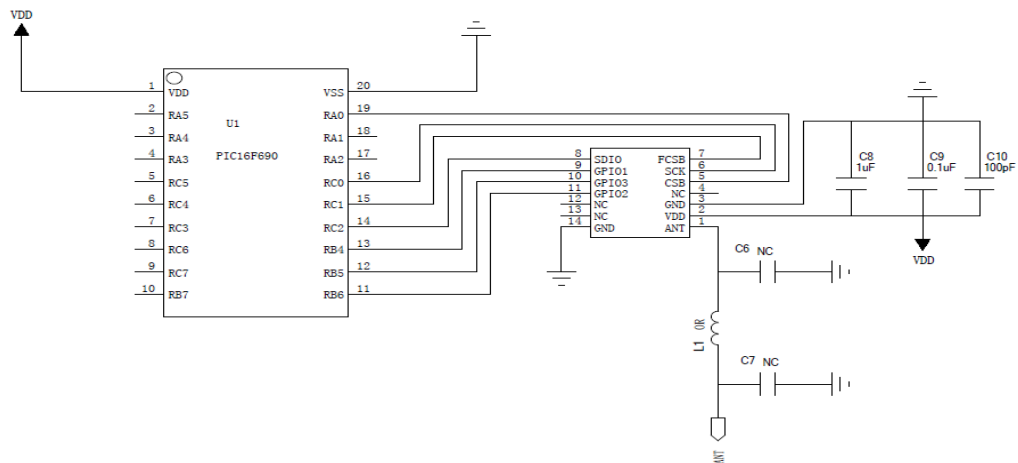 VDD
1 VDD VSS 20
2 RA5 RA0 19
3 RA4 RA1 18
4 RA3 RA2 17
5 RC5 RC0 16
6 RC4 RC1 15
7 RC3 RC2 14
8 RC6 RB4 13
9 RC7 RB5 12
10 RB7 RB6 11
U1
PIC16F690
8 SDIO FCSB 7
9 GPIO1 SCK 6
10 GPIO3 CSB 5
11 GPIO2 NC 4
12 NC GND 3
13 NC VDD 2
14 GND ANT 1
C8
1uF
C9
0.1uF
C10
100pF
VDD
C6 NC
L1 0R
C7 NC
ANT